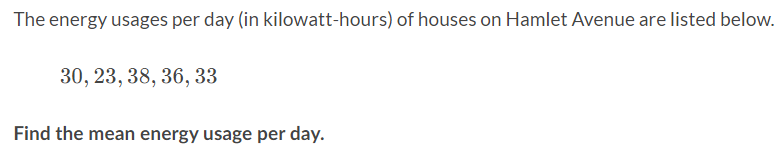 The energy usages per day (in kilowatt-hours) of houses on Hamlet Avenue are listed below.
30, 23, 38, 36, 33
Find the mean energy usage per day.